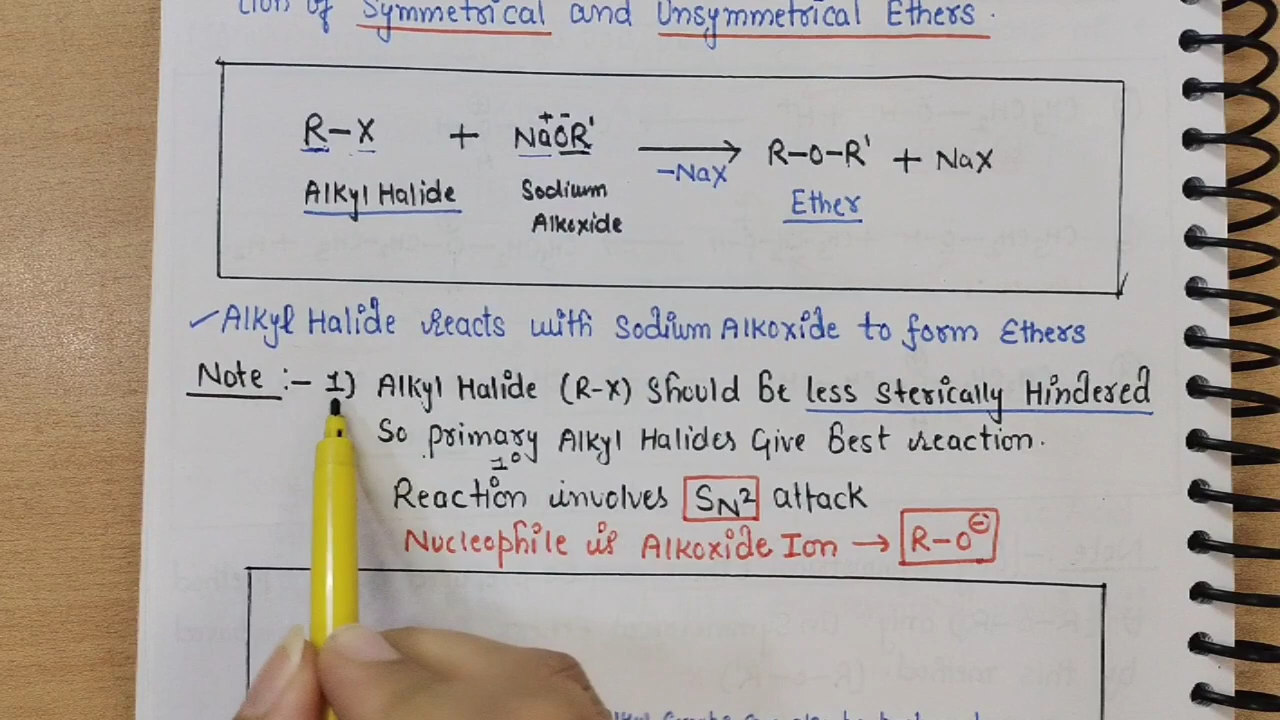 tion of Symmetrical and Unsymmetrical Ethers.
R-X + Na⁺O⁻R' → R-O-R' + NaX
-NaX
Alkyl Halide Sodium Alkoxide Ether
✓Alkyl Halide reacts with Sodium Alkoxide to form Ethers
Note :- 1) Alkyl Halide (R-X) Should be less Sterically Hindered
So primary Alkyl Halides Give Best reaction.
1°
Reaction involves SN² attack
Nucleophile is Alkoxide Ion → R-O⊖